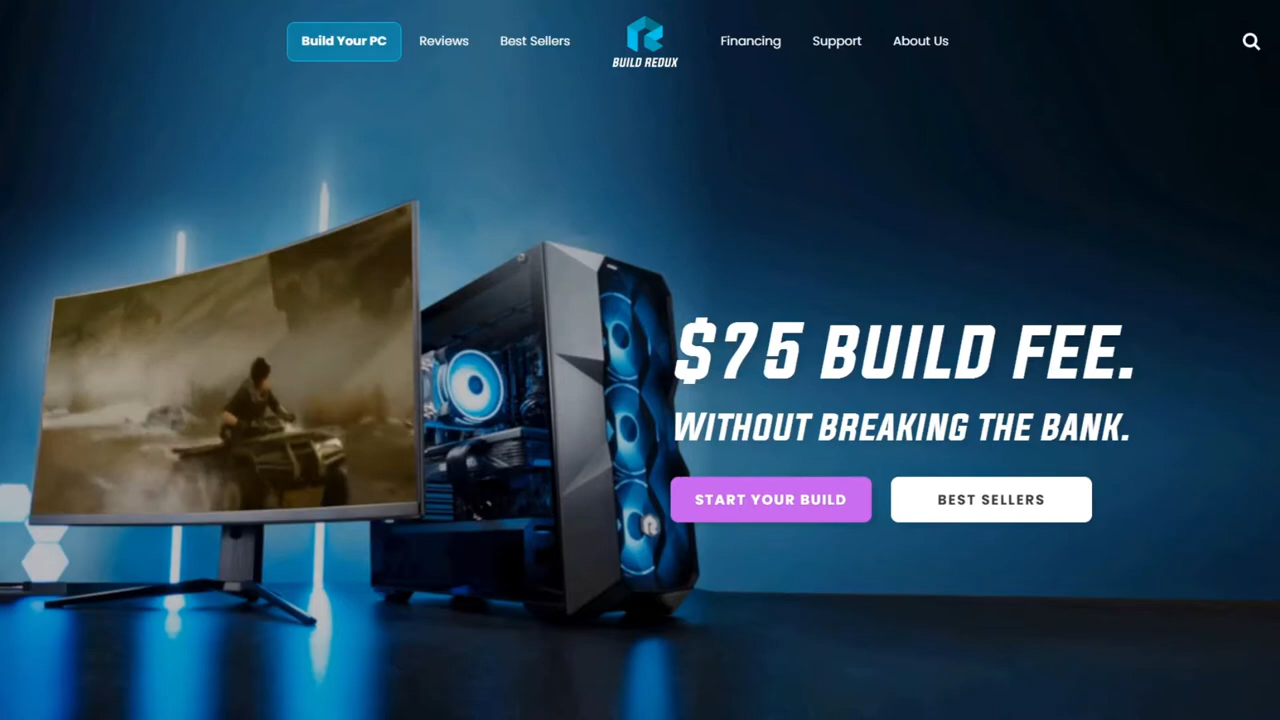 Build Your PC
Reviews
Best Sellers
BUILD REDUX
Financing
Support
About Us
$75 BUILD FEE.
WITHOUT BREAKING THE BANK.
START YOUR BUILD
BEST SELLERS